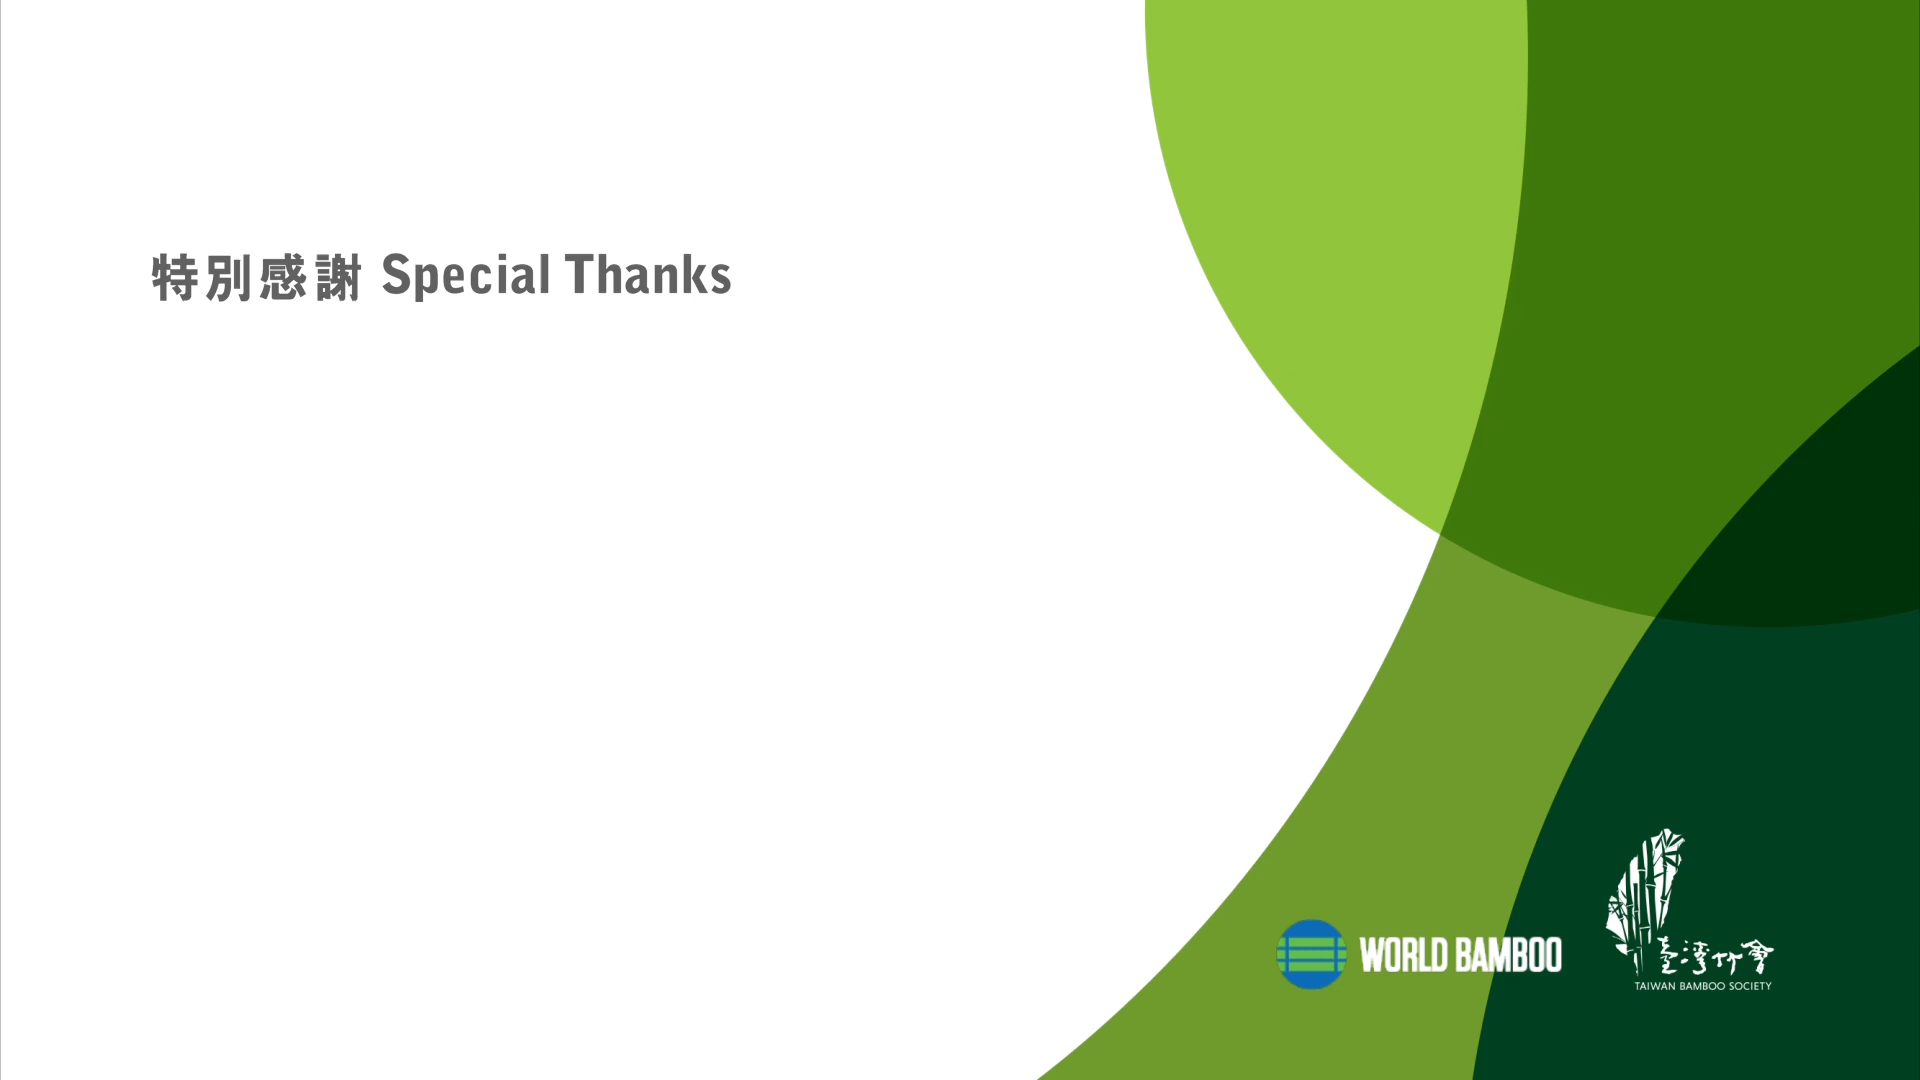 特別感謝 Special Thanks
WORLD BAMBOO
臺灣竹會
TAIWAN BAMBOO SOCIETY